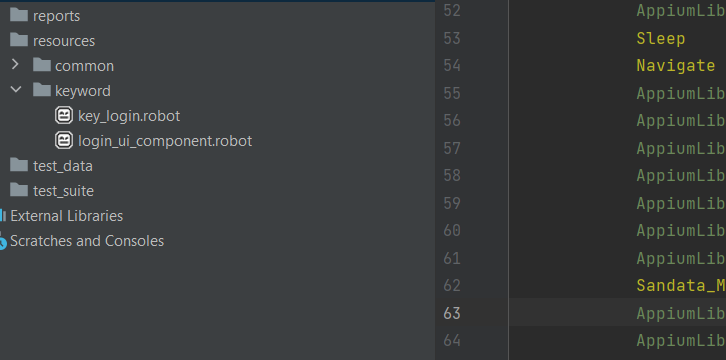 reports
resources
common
keyword
key_login.robot
login_ui_component.robot
test_data
test_suite
External Libraries
Scratches and Consoles
52 AppiumLib
53 Sleep
54 Navigate
55 AppiumLib
56 AppiumLib
57 AppiumLib
58 AppiumLib
59 AppiumLib
60 AppiumLib
61 AppiumLib
62 Sandata_M
63 AppiumLib
64 AppiumLib